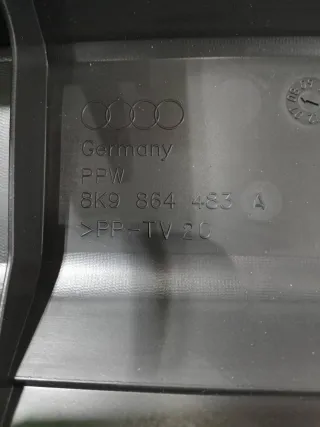 Germany
PPW
8K9 864 483 A
>PP-TV 20